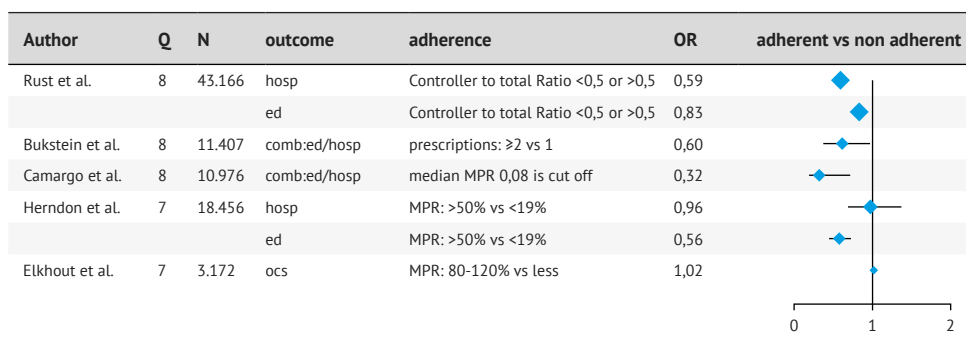 Author Q N outcome adherence OR adherent vs non adherent
Rust et al. 8 43.166 hosp Controller to total Ratio <0,5 or >0,5 0,59
ed Controller to total Ratio <0,5 or >0,5 0,83
Bukstein et al. 8 11.407 comb:ed/hosp prescriptions: ≥2 vs 1 0,60
Camargo et al. 8 10.976 comb:ed/hosp median MPR 0,08 is cut off 0,32
Herndon et al. 7 18.456 hosp MPR: >50% vs <19% 0,96
ed MPR: >50% vs <19% 0,56
Elkhout et al. 7 3.172 ocs MPR: 80-120% vs less 1,02
0 1 2